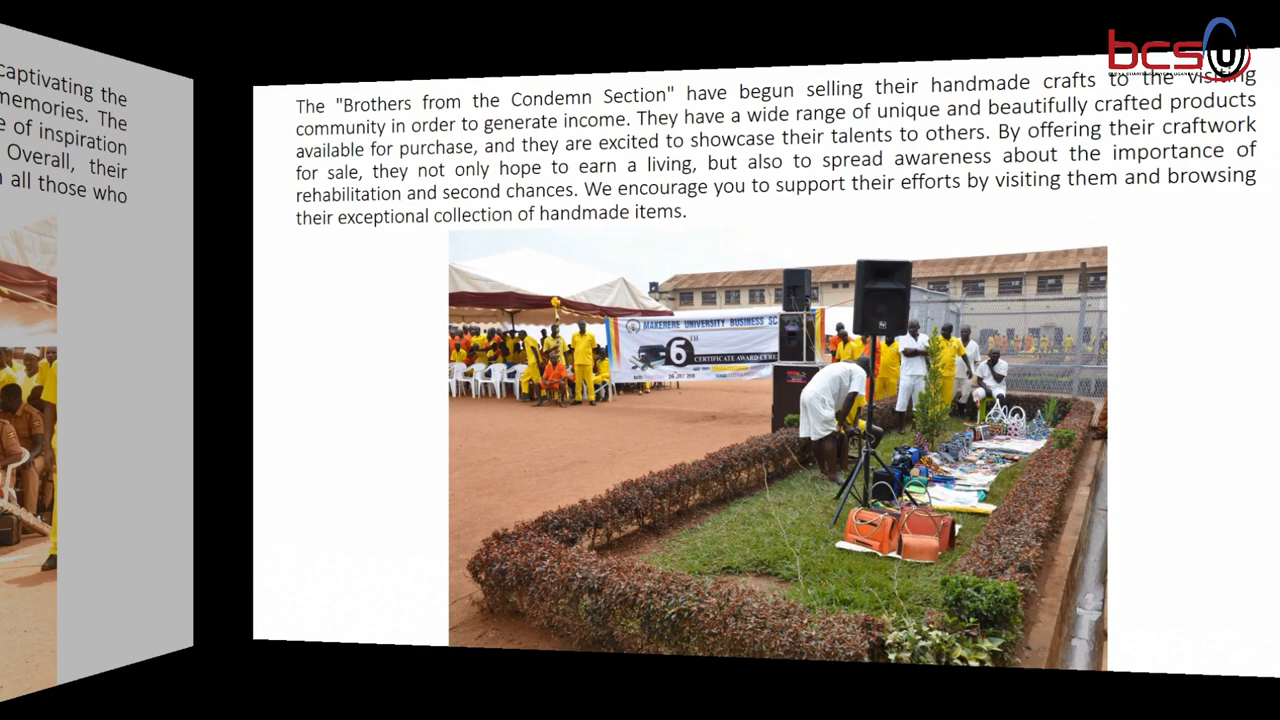 bcsu
captivating the
memories. The
e of inspiration
Overall, their
all those who
The "Brothers from the Condemn Section" have begun selling their handmade crafts to the visiting
community in order to generate income. They have a wide range of unique and beautifully crafted products
available for purchase, and they are excited to showcase their talents to others. By offering their craftwork
for sale, they not only hope to earn a living, but also to spread awareness about the importance of
rehabilitation and second chances. We encourage you to support their efforts by visiting them and browsing
their exceptional collection of handmade items.
MAKERERE UNIVERSITY BUSINESS SC
6TH
CERTIFICATE AWARD CERE